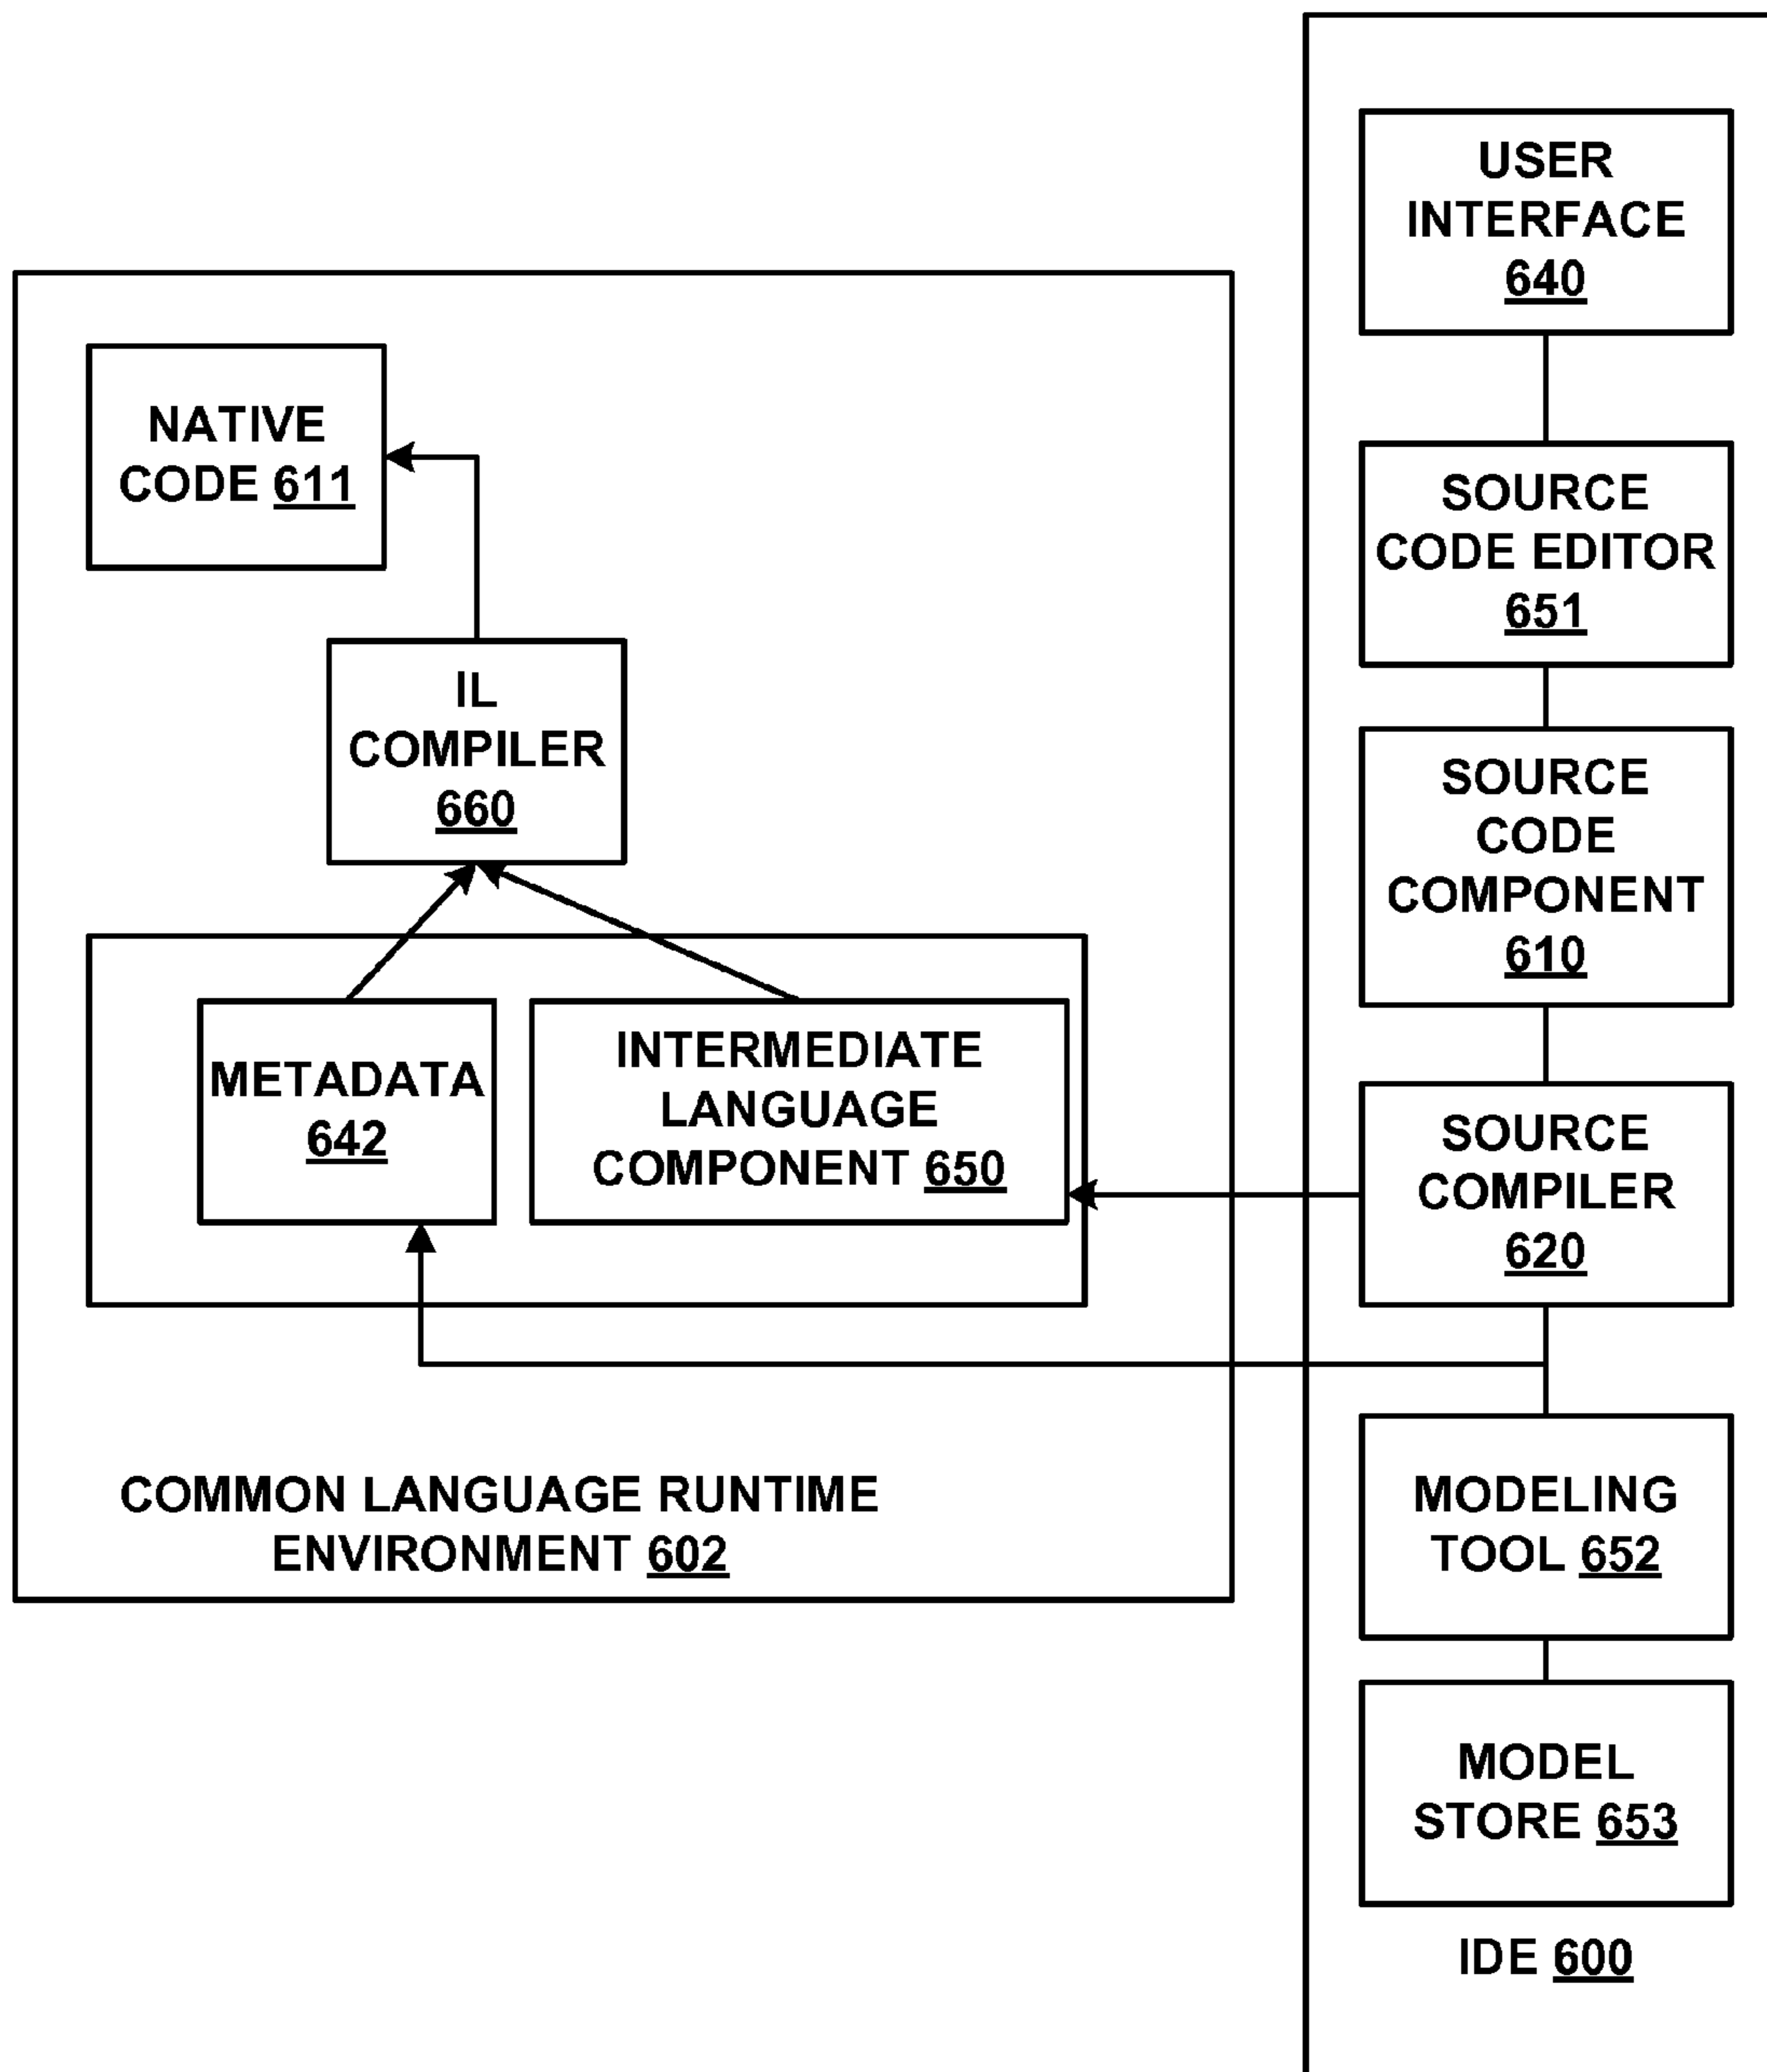 USER
INTERFACE
640
NATIVE
CODE 611
SOURCE
CODE EDITOR
651
IL
COMPILER
660
SOURCE
CODE
COMPONENT
610
METADATA
642
INTERMEDIATE
LANGUAGE
COMPONENT 650
SOURCE
COMPILER
620
COMMON LANGUAGE RUNTIME
ENVIRONMENT 602
MODELING
TOOL 652
MODEL
STORE 653
IDE 600